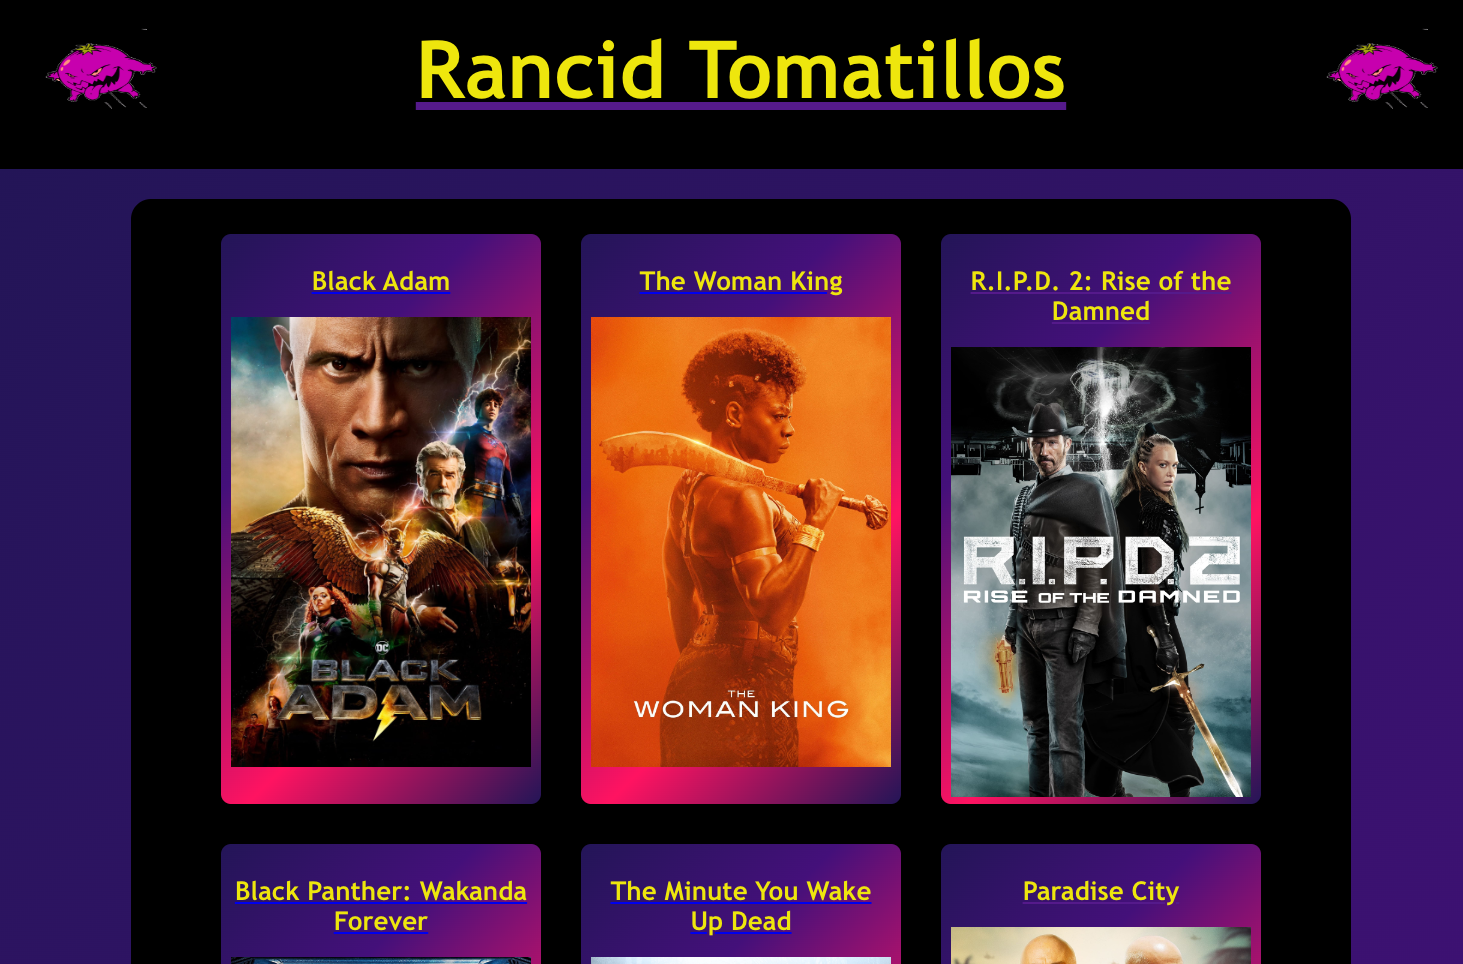 Rancid Tomatillos
Black Adam
The Woman King
R.I.P.D. 2: Rise of the
Damned
DC
BLACK
ADAM
THE
WOMAN KING
R.I.P.D.2
RISE OF THE DAMNED
Black Panther: Wakanda
Forever
The Minute You Wake
Up Dead
Paradise City